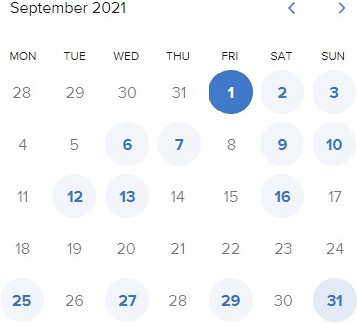 September 2021
MON TUE WED THU FRI SAT SUN
28 29 30 31 1 2 3
4 5 6 7 8 9 10
11 12 13 14 15 16 17
18 19 20 21 22 23 24
25 26 27 28 29 30 31